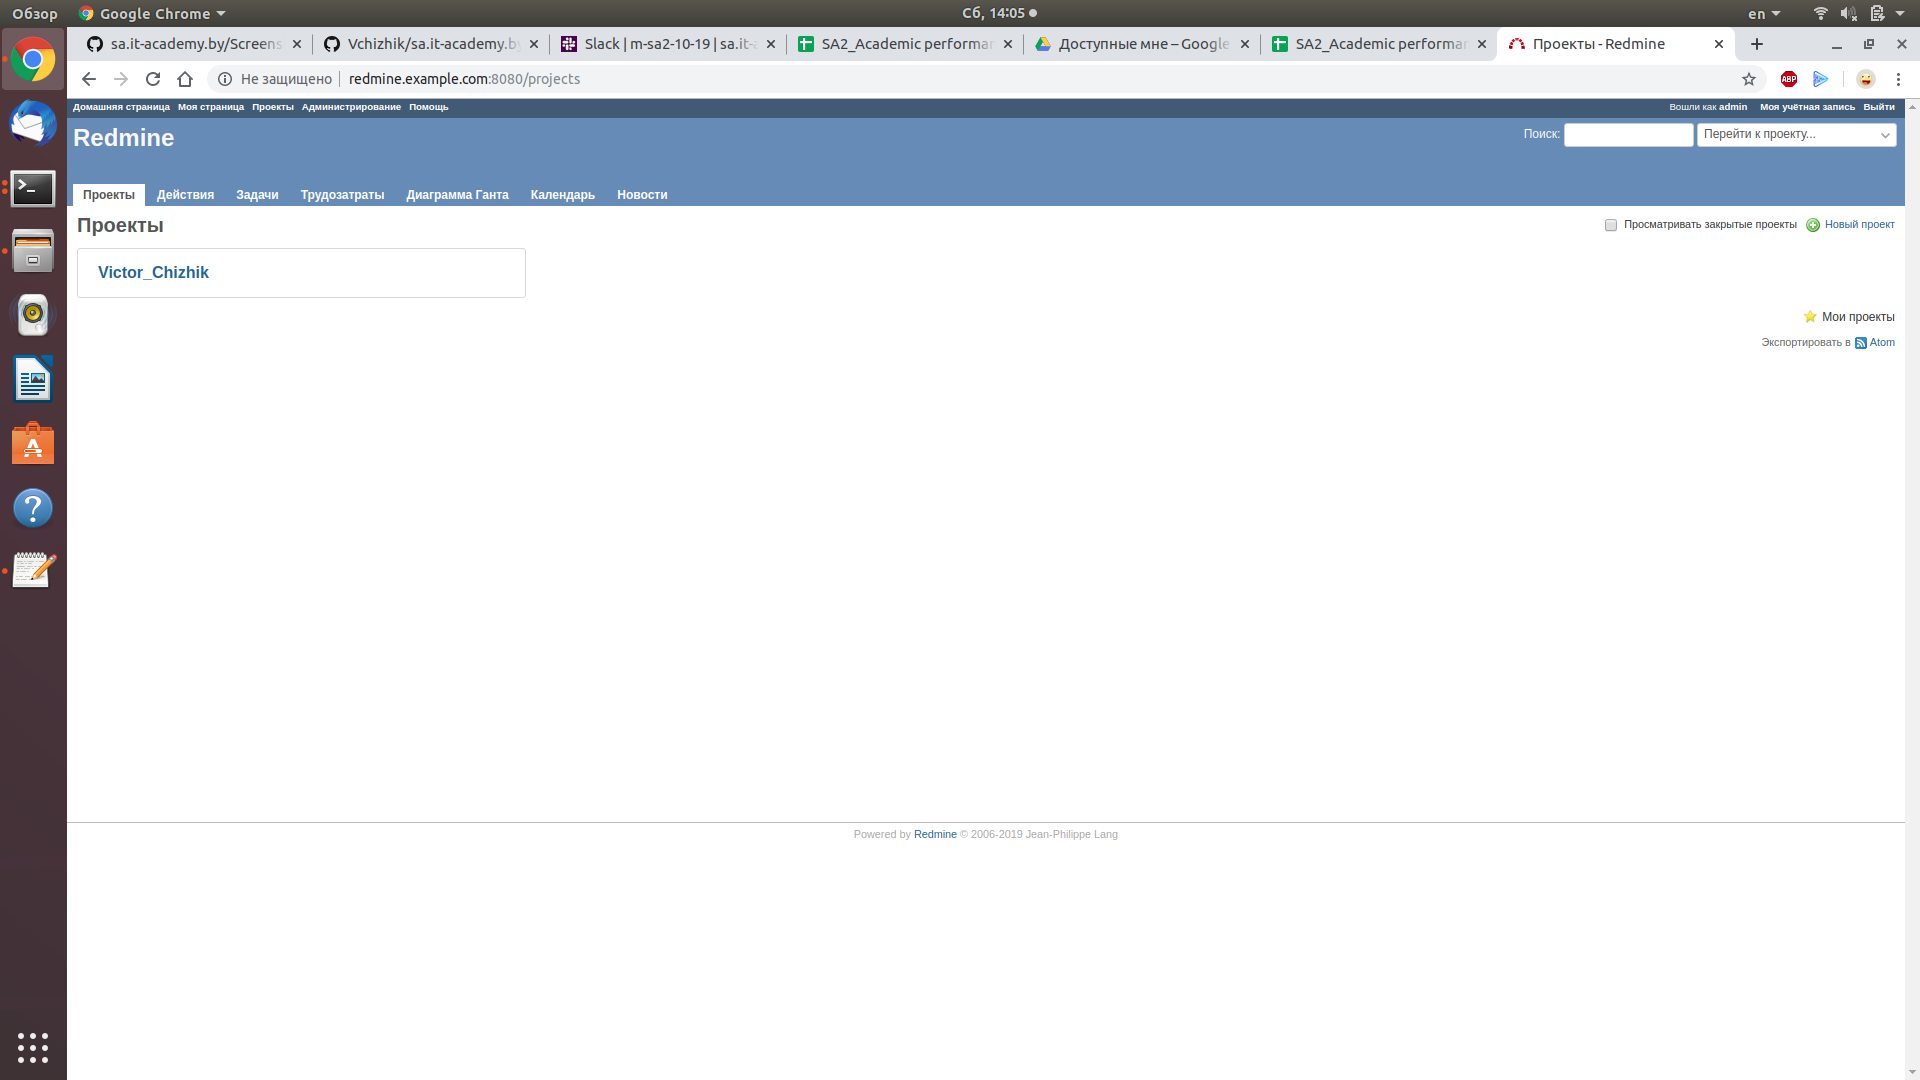 Обзор Google Chrome Сб, 14:05 en
sa.it-academy.by/Screens Vchizhik/sa.it-academy.by Slack | m-sa2-10-19 | sa.it-a SA2_Academic performan Доступные мне – Google SA2_Academic performan Проекты - Redmine
Не защищено redmine.example.com:8080/projects ABP
Домашняя страница Моя страница Проекты Администрирование Помощь Вошли как admin Моя учётная запись Выйти
Redmine Поиск: Перейти к проекту...
Проекты Действия Задачи Трудозатраты Диаграмма Ганта Календарь Новости
Проекты Просматривать закрытые проекты Новый проект
Victor_Chizhik
Мои проекты
Экспортировать в Atom
Powered by Redmine © 2006-2019 Jean-Philippe Lang